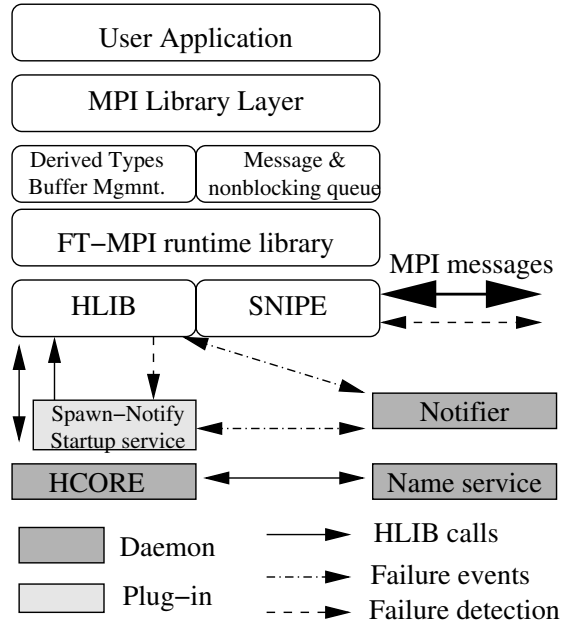 User Application
MPI Library Layer
Derived Types
Buffer Mgmnt.
Message &
nonblocking queue
FT−MPI runtime library
MPI messages
HLIB
SNIPE
Spawn−Notify
Startup service
Notifier
HCORE
Name service
Daemon
HLIB calls
Plug−in
Failure events
Failure detection